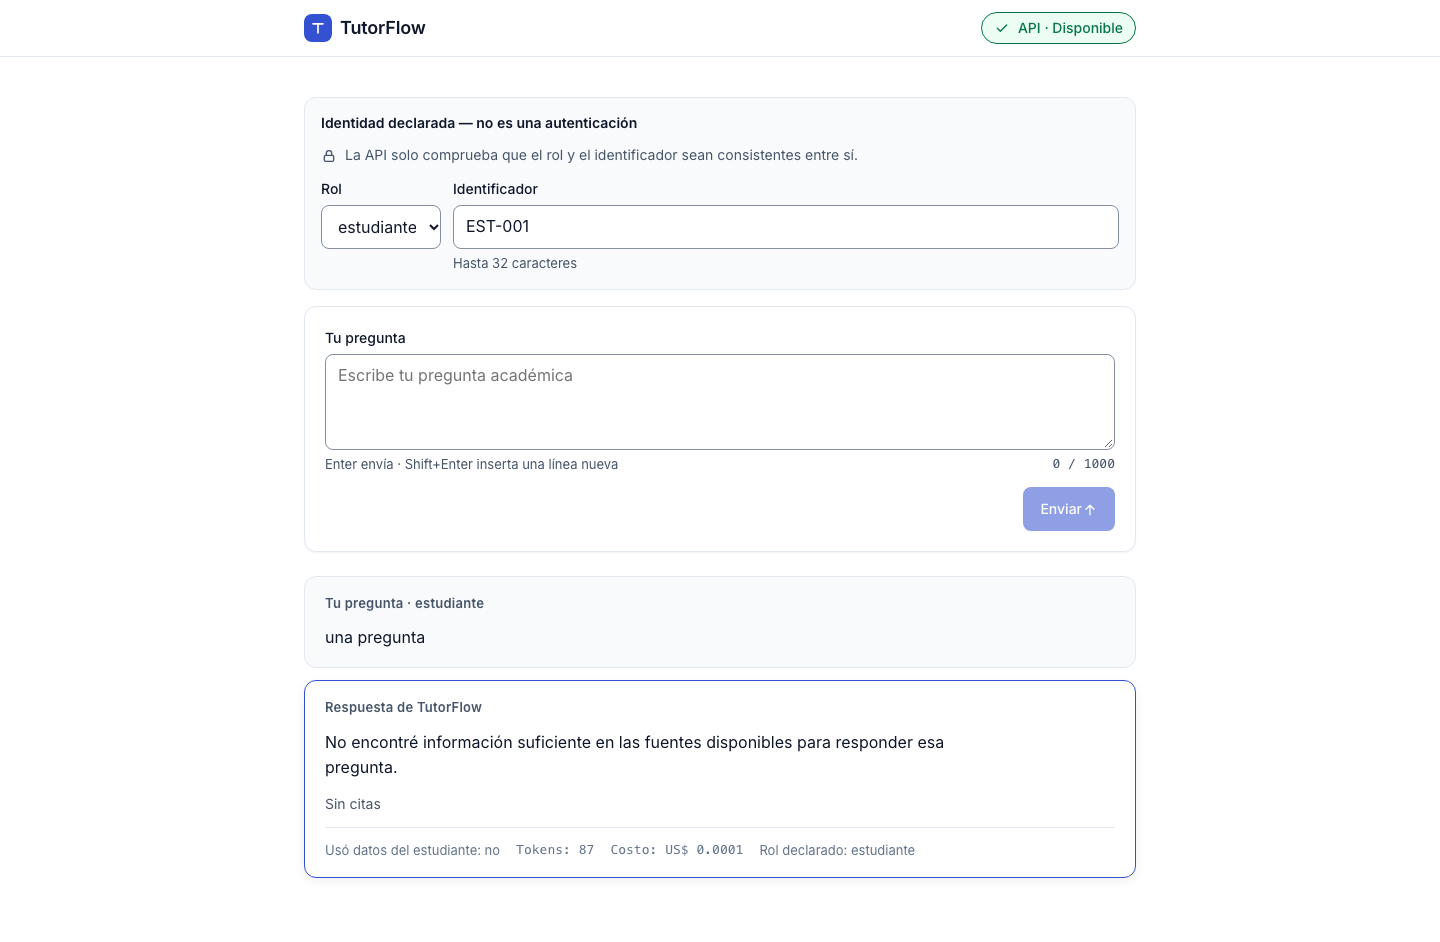 T TutorFlow
API · Disponible
Identidad declarada — no es una autenticación
La API solo comprueba que el rol y el identificador sean consistentes entre sí.
Rol
Identificador
estudiante
EST-001
Hasta 32 caracteres
Tu pregunta
Escribe tu pregunta académica
Enter envía · Shift+Enter inserta una línea nueva
0 / 1000
Enviar ↑
Tu pregunta · estudiante
una pregunta
Respuesta de TutorFlow
No encontré información suficiente en las fuentes disponibles para responder esa
pregunta.
Sin citas
Usó datos del estudiante: no Tokens: 87 Costo: US$ 0.0001 Rol declarado: estudiante